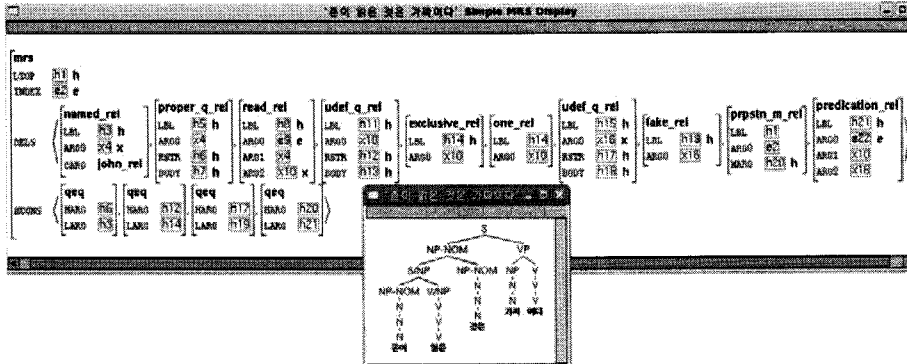 '존이 읽은 것은 가짜이다' Simple MRS Display
mrs
LTOP h1 h
INDEX e2 e
RELS
named_rel
LBL h3 h
ARG0 x4 x
CARG john_rel
proper_q_rel
LBL h5 h
ARG0 x4
RSTR h6 h
BODY h7 h
read_rel
LBL h8 h
ARG0 e9 e
ARG1 x4
ARG2 x10 x
udef_q_rel
LBL h11 h
ARG0 x10
RSTR h12 h
BODY h13 h
exclusive_rel
LBL h14 h
ARG0 x10
one_rel
LBL h14
ARG0 x10
udef_q_rel
LBL h15 h
ARG0 x16 x
RSTR h17 h
BODY h18 h
fake_rel
LBL h19 h
ARG0 x16
prpstn_m_rel
LBL h1
ARG0 e2
MARG h20 h
predication_rel
LBL h21 h
ARG0 e22 e
ARG1 x10
ARG2 x16
HCONS
qeq
HARG h6
LARG h3
qeq
HARG h12
LARG h14
qeq
HARG h17
LARG h19
qeq
HARG h20
LARG h21
S
NP-NOM VP
S/NP NP-NOM NP V
NP-NOM V/NP N N V
N V N N V
N V N 가짜 이다
N V 것은
존이 읽은